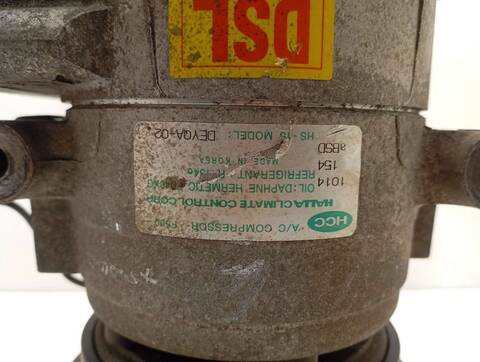 DSL
HCC
A/C COMPRESSOR
HALLA CLIMATE CONTROL CORP
OIL:DAPHNE HERMETIC
REFRIGERANT: R-134a
MADE IN KOREA
HS-15 MODEL: DEYGA-02
1014
154
aBSD